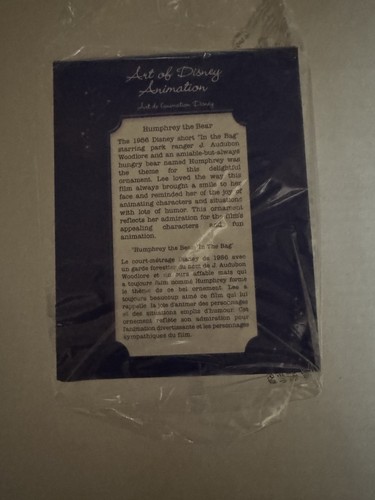 Art of Disney
Animation
Art de l'animation Disney
Humphrey the Bear
The 1956 Disney short "In the Bag"
starring park ranger J. Audubon
Woodlore and an amiable-but-always
hungry bear named Humphrey was
the theme for this delightful
ornament. Lee loved the way this
film always brought a smile to her
face and reminded her of the joy of
animating characters and situations
with lots of humor. This ornament
reflects her admiration for the film's
appealing characters and fun
animation.
"Humphrey the Bear, In The Bag"
Le court-métrage Disney de 1956 avec
un garde forestier du nom de J. Audubon
Woodlore et un ours affable mais qui
a toujours faim nommé Humphrey forme
le thème de ce bel ornement. Lee a
toujours beaucoup aimé ce film qui lui
rappelle la joie d'animer des personnages
et des situations emplis d'humour. Cet
ornement reflète son admiration pour
l'animation divertissante et les personnages
sympathiques du film.